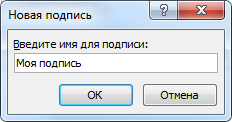 Новая подпись
Введите имя для подписи:
Моя подпись
ОК
Отмена